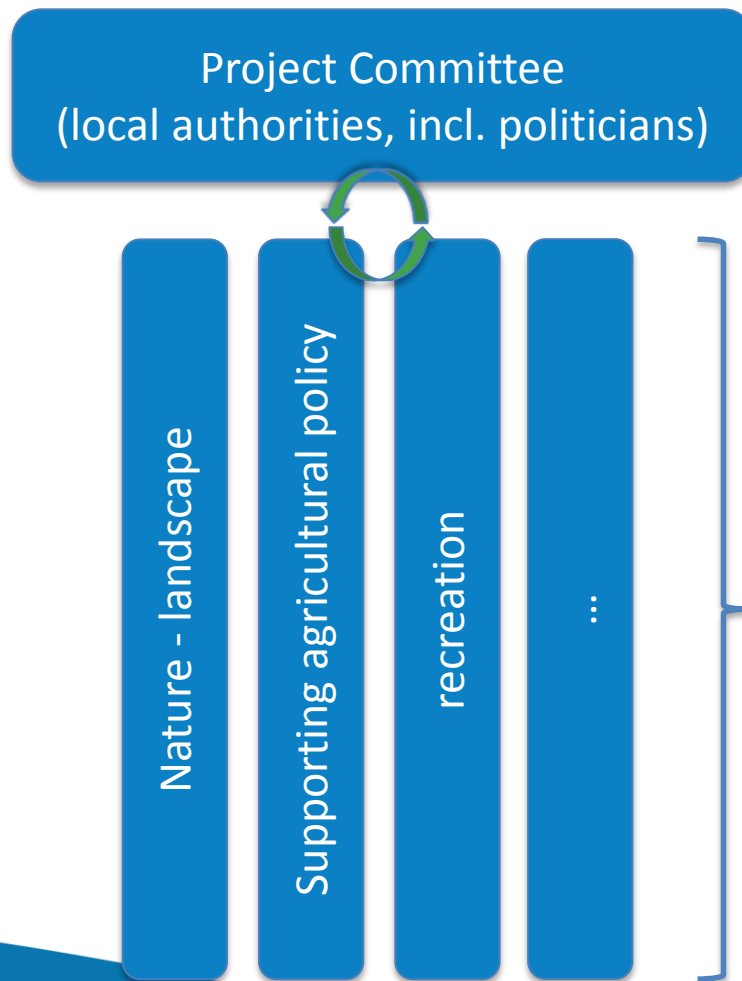 Project Committee
(local authorities, incl. politicians)
Nature - landscape
Supporting agricultural policy
recreation
...